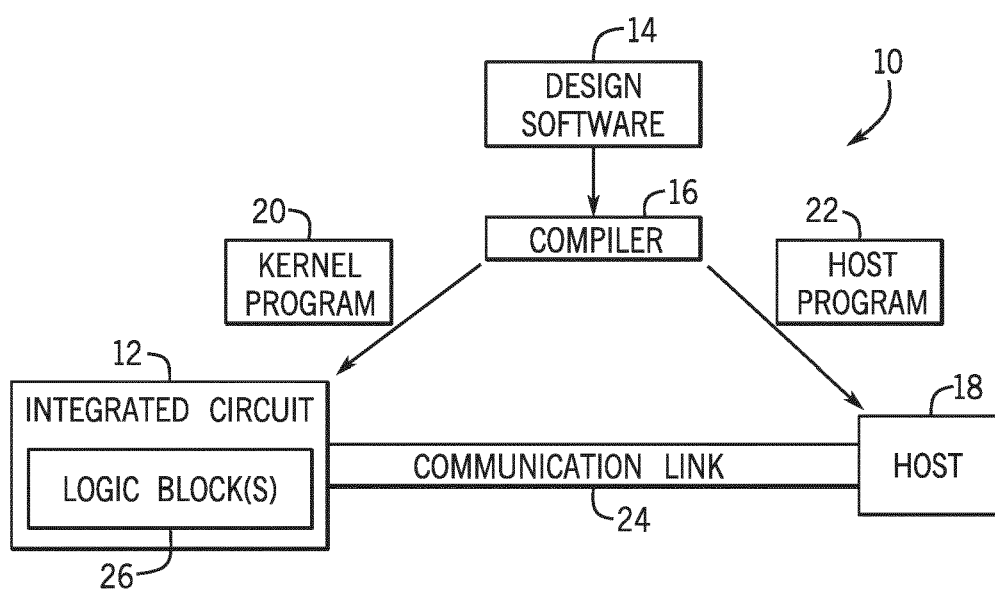 14
DESIGN
SOFTWARE
10
16
COMPILER
20
KERNEL
PROGRAM
22
HOST
PROGRAM
12
INTEGRATED CIRCUIT
LOGIC BLOCK(S)
26
COMMUNICATION LINK
24
18
HOST